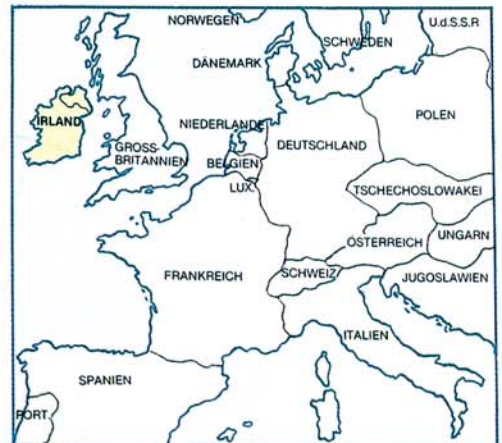 NORWEGEN
U.d.S.S.R
SCHWEDEN
DÄNEMARK
IRLAND
NIEDERLANDE
POLEN
GROSS-
BRITANNIEN
DEUTSCHLAND
BELGIEN
LUX.
TSCHECHOSLOWAKEI
UNGARN
ÖSTERREICH
FRANKREICH
SCHWEIZ
JUGOSLAWIEN
ITALIEN
SPANIEN
PORT.